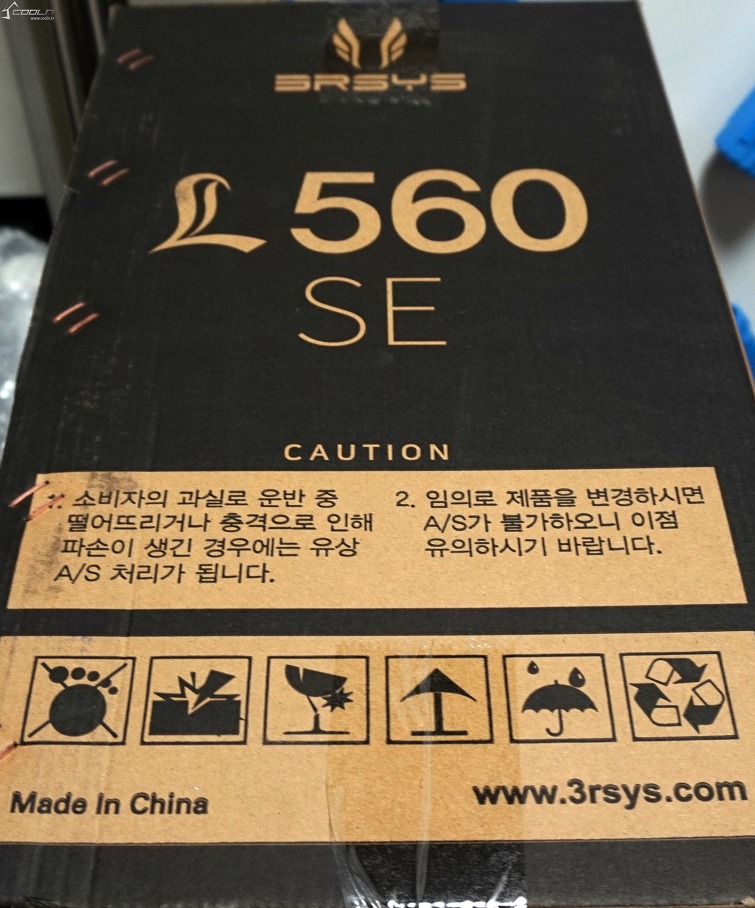 COOLN
www.cooln.kr
3RSYS
L560
SE
CAUTION
1. 소비자의 과실로 운반 중
떨어뜨리거나 충격으로 인해
파손이 생긴 경우에는 유상
A/S 처리가 됩니다.
2. 임의로 제품을 변경하시면
A/S가 불가하오니 이점
유의하시기 바랍니다.
Made In China
www.3rsys.com